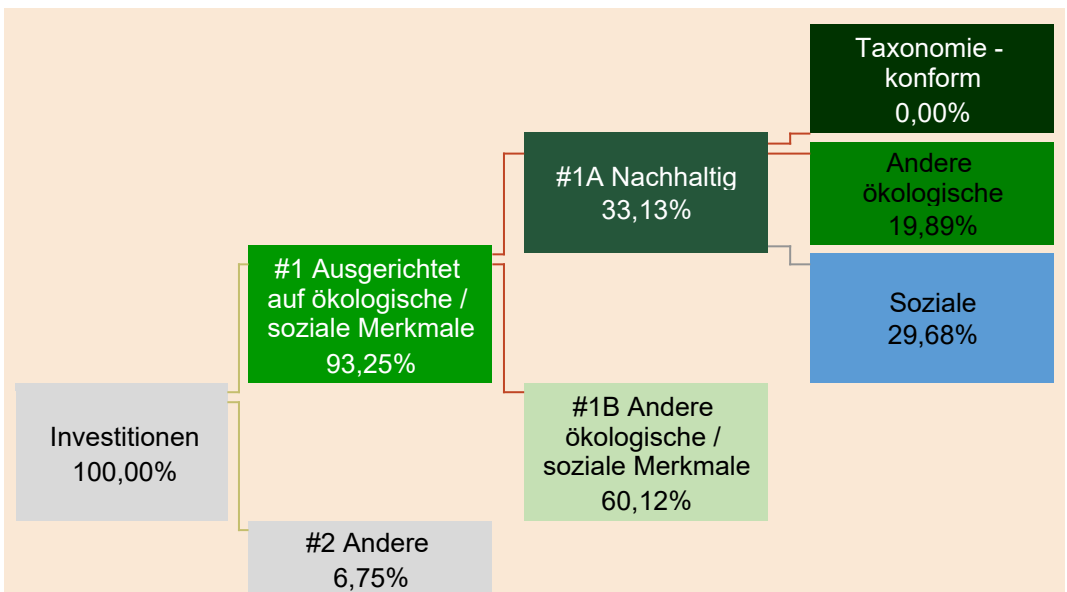 Investitionen
100,00%
#1 Ausgerichtet
auf ökologische /
soziale Merkmale
93,25%
#2 Andere
6,75%
#1A Nachhaltig
33,13%
#1B Andere
ökologische /
soziale Merkmale
60,12%
Taxonomie -
konform
0,00%
Andere
ökologische
19,89%
Soziale
29,68%